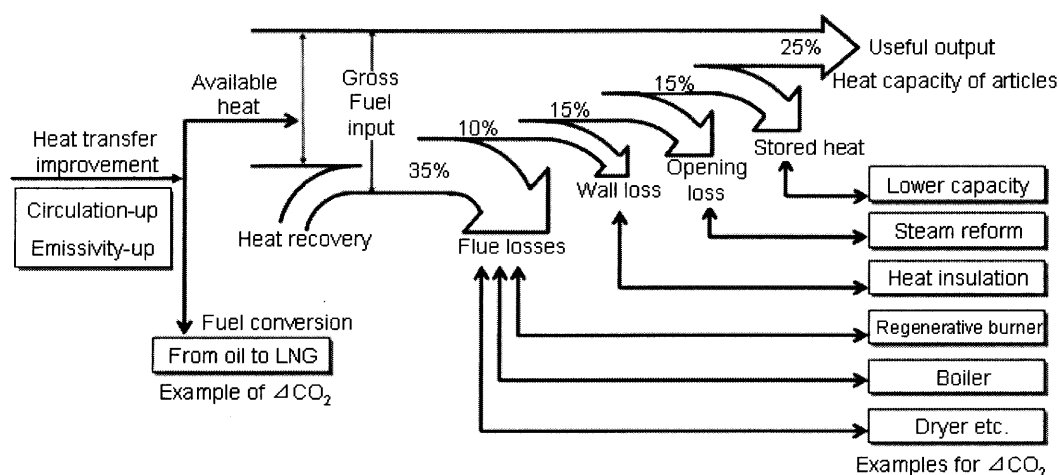 25%
Useful output
Heat capacity of articles
Available
heat
Gross
Fuel
input
15%
15%
10%
35%
Heat transfer
improvement
Circulation-up
Emissivity-up
Heat recovery
Flue losses
Wall loss
Opening
loss
Stored heat
Lower capacity
Steam reform
Heat insulation
Regenerative burner
Boiler
Dryer etc.
Fuel conversion
From oil to LNG
Example of ⊿CO₂
Examples for ⊿CO₂